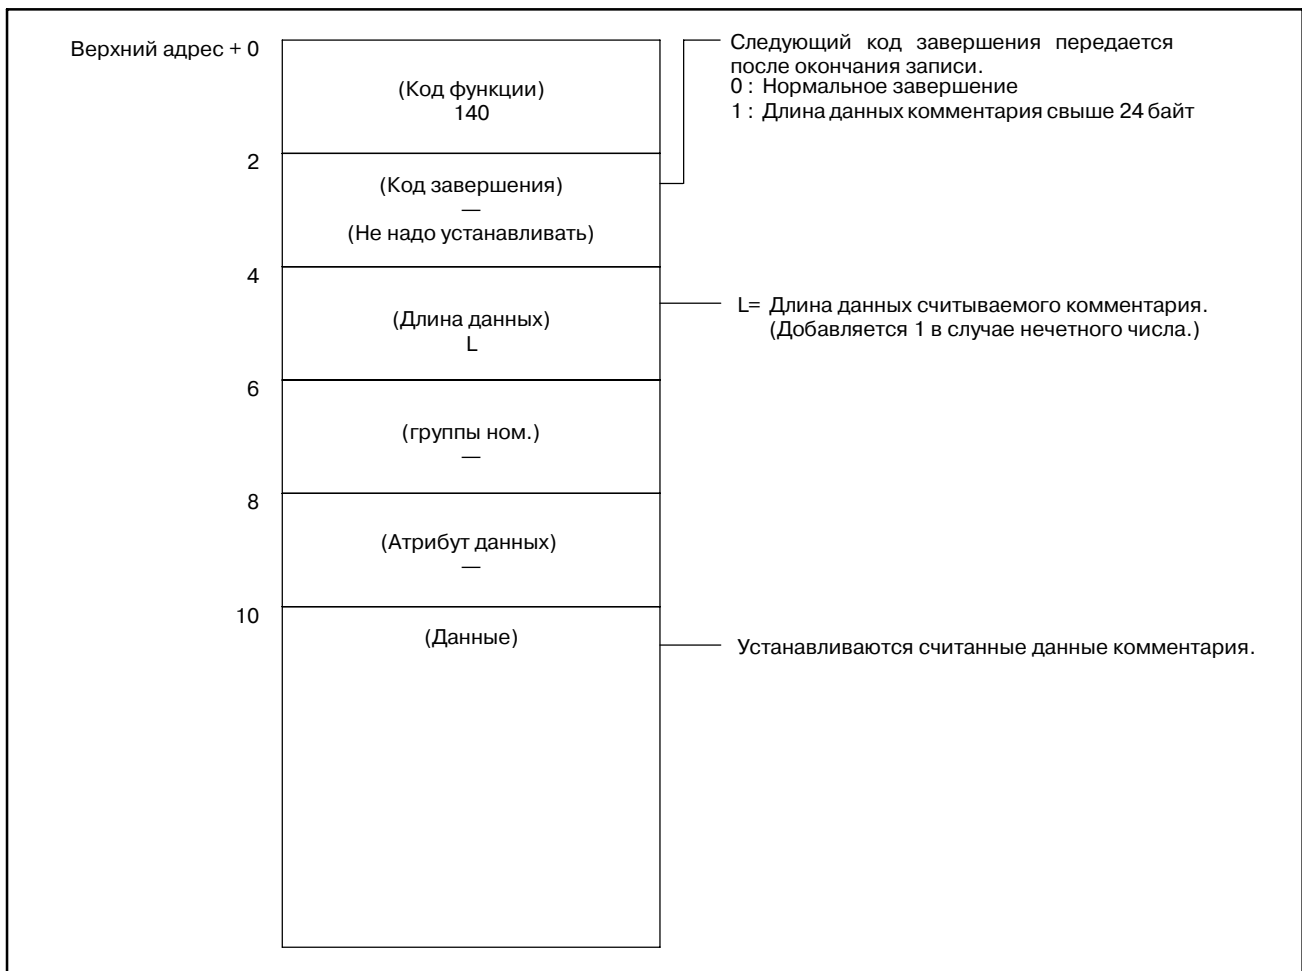 Верхний адрес + 0
(Код функции)
140
Следующий код завершения передается
после окончания записи.
0 : Нормальное завершение
1 : Длина данных комментария свыше 24 байт
2
(Код завершения)
—
(Не надо устанавливать)
4
(Длина данных)
L
L= Длина данных считываемого комментария.
(Добавляется 1 в случае нечетного числа.)
6
(группы ном.)
—
8
(Атрибут данных)
—
10
(Данные)
Устанавливаются считанные данные комментария.